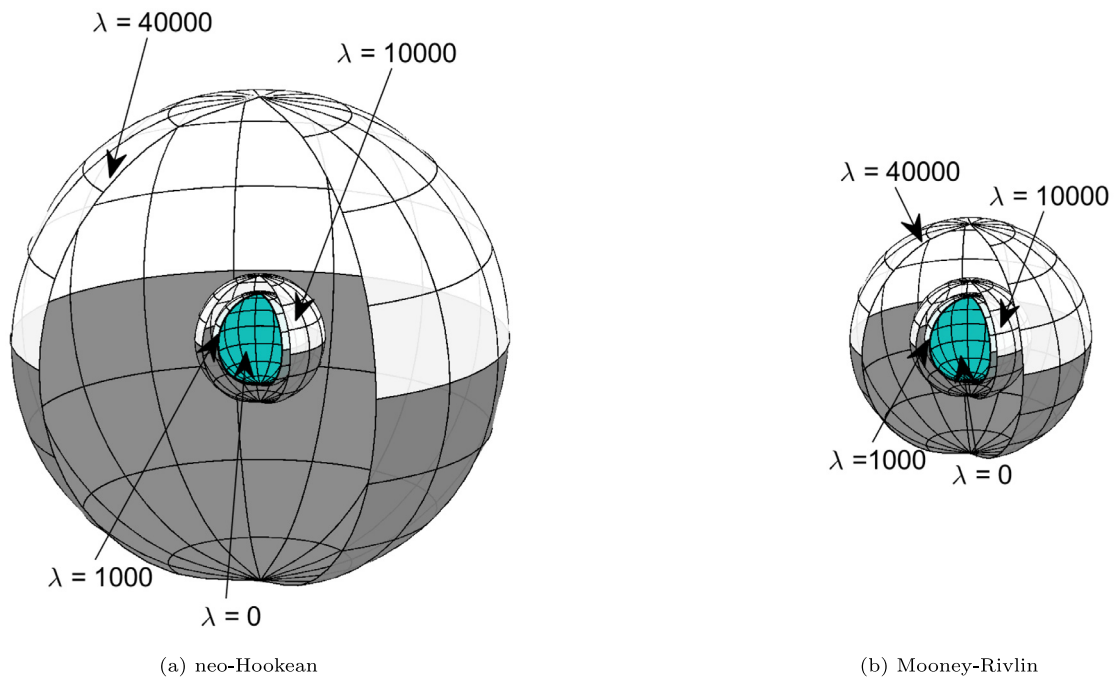 λ = 40000
λ = 10000
λ = 1000
λ = 0
(a) neo-Hookean
λ = 40000
λ = 10000
λ =1000
λ = 0
(b) Mooney-Rivlin